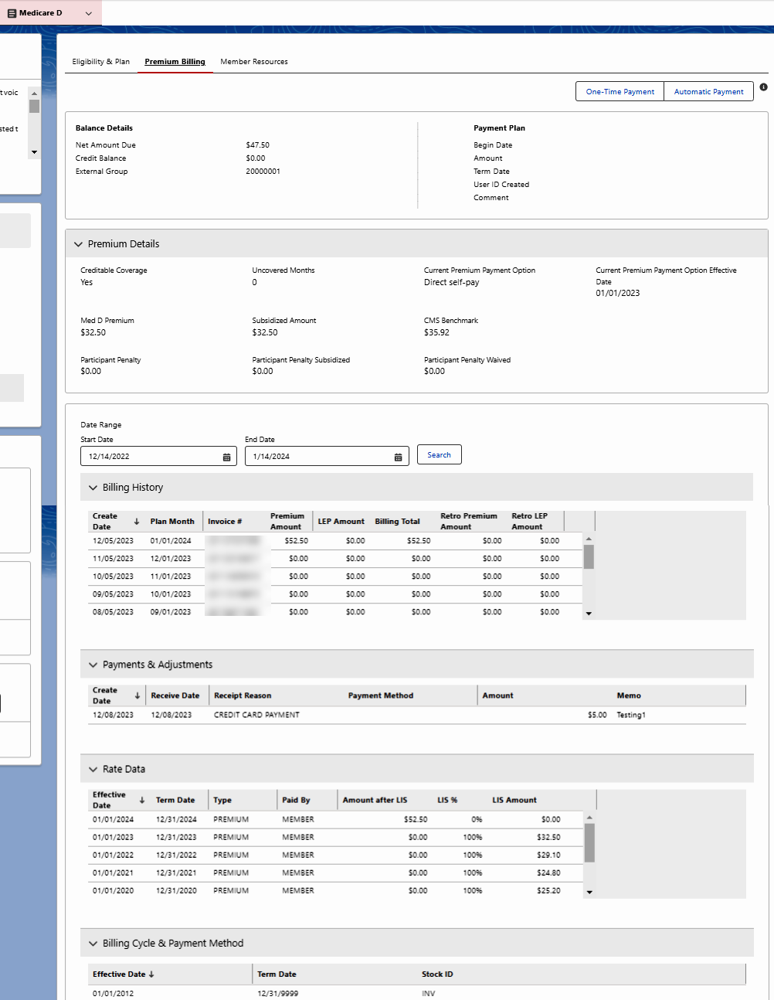 Medicare D
t voic
sted t
Eligibility & Plan Premium Billing Member Resources
One-Time Payment Automatic Payment
Balance Details Payment Plan
Net Amount Due $47.50 Begin Date
Credit Balance $0.00 Amount
External Group 20000001 Term Date
User ID Created
Comment
Premium Details
Creditable Coverage Uncovered Months Current Premium Payment Option Current Premium Payment Option Effective
Date
Yes 0 Direct self-pay 01/01/2023
Med D Premium Subsidized Amount CMS Benchmark
$32.50 $32.50 $35.92
Participant Penalty Participant Penalty Subsidized Participant Penalty Waived
$0.00 $0.00 $0.00
Date Range
Start Date End Date
12/14/2022 1/14/2024 Search
Billing History
Create Date Plan Month Invoice # Premium Amount LEP Amount Billing Total Retro Premium Amount Retro LEP Amount
12/05/2023 01/01/2024 $52.50 $0.00 $52.50 $0.00 $0.00
11/05/2023 12/01/2023 $0.00 $0.00 $0.00 $0.00 $0.00
10/05/2023 11/01/2023 $0.00 $0.00 $0.00 $0.00 $0.00
09/05/2023 10/01/2023 $0.00 $0.00 $0.00 $0.00 $0.00
08/05/2023 09/01/2023 $0.00 $0.00 $0.00 $0.00 $0.00
Payments & Adjustments
Create Date Receive Date Receipt Reason Payment Method Amount Memo
12/08/2023 12/08/2023 CREDIT CARD PAYMENT $5.00 Testing1
Rate Data
Effective Date Term Date Type Paid By Amount after LIS LIS % LIS Amount
01/01/2024 12/31/2024 PREMIUM MEMBER $52.50 0% $0.00
01/01/2023 12/31/2023 PREMIUM MEMBER $0.00 100% $32.50
01/01/2022 12/31/2022 PREMIUM MEMBER $0.00 100% $29.10
01/01/2021 12/31/2021 PREMIUM MEMBER $0.00 100% $24.80
01/01/2020 12/31/2020 PREMIUM MEMBER $0.00 100% $25.20
Billing Cycle & Payment Method
Effective Date Term Date Stock ID
01/01/2012 12/31/9999 INV